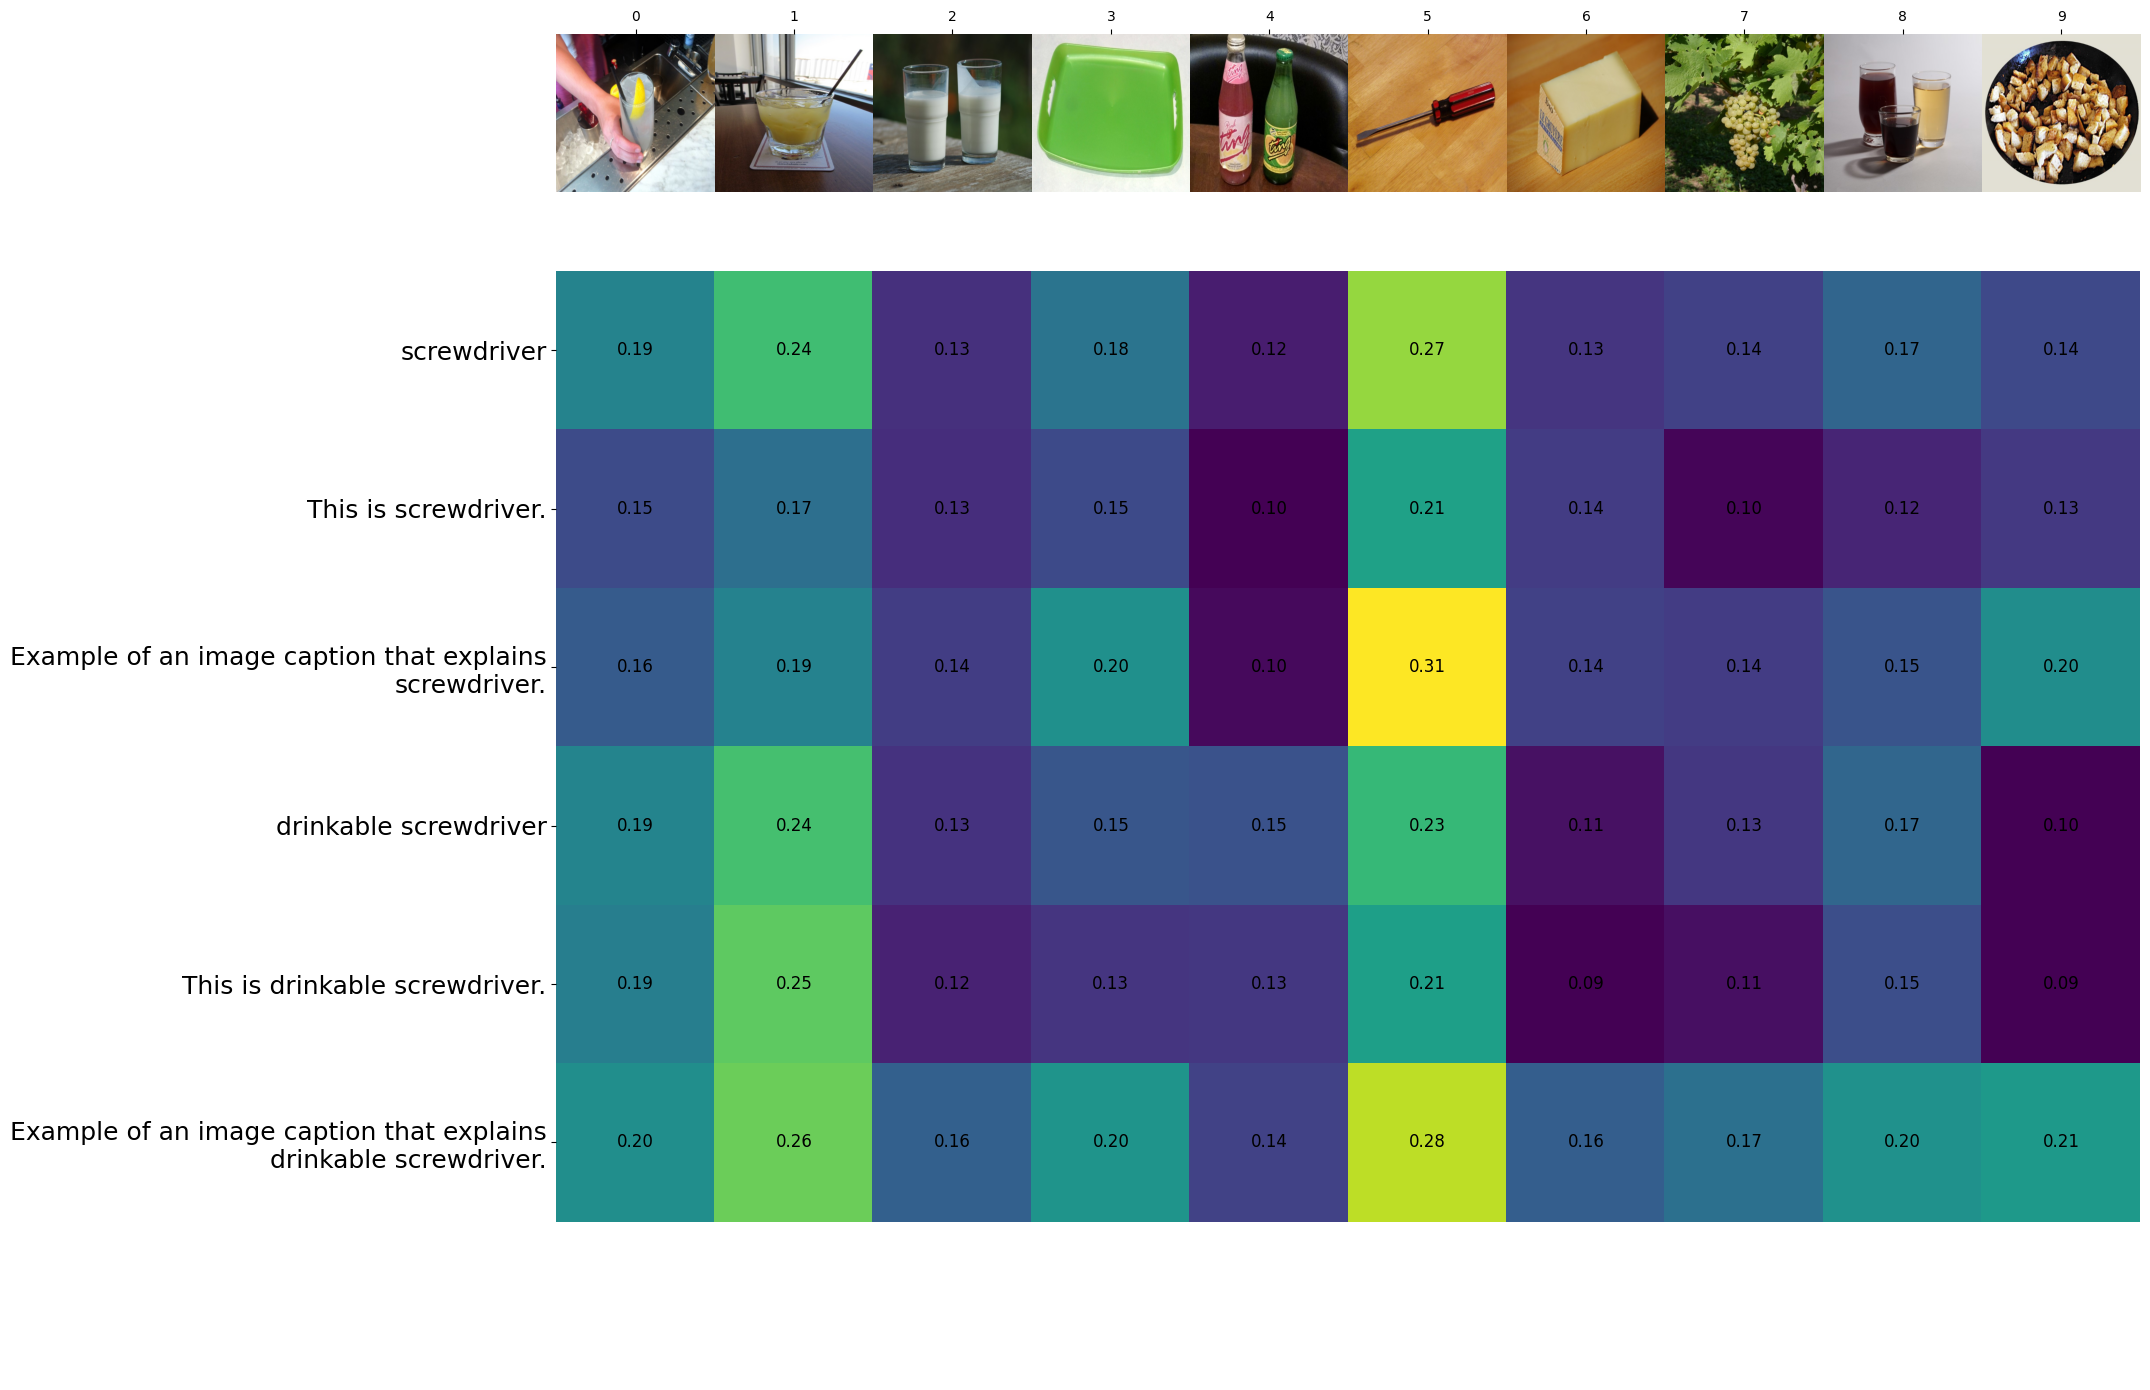 0 1 2 3 4 5 6 7 8 9
Ting Ting
screwdriver 0.19 0.24 0.13 0.18 0.12 0.27 0.13 0.14 0.17 0.14
This is screwdriver. 0.15 0.17 0.13 0.15 0.10 0.21 0.14 0.10 0.12 0.13
Example of an image caption that explains
screwdriver. 0.16 0.19 0.14 0.20 0.10 0.31 0.14 0.14 0.15 0.20
drinkable screwdriver 0.19 0.24 0.13 0.15 0.15 0.23 0.11 0.13 0.17 0.10
This is drinkable screwdriver. 0.19 0.25 0.12 0.13 0.13 0.21 0.09 0.11 0.15 0.09
Example of an image caption that explains
drinkable screwdriver. 0.20 0.26 0.16 0.20 0.14 0.28 0.16 0.17 0.20 0.21